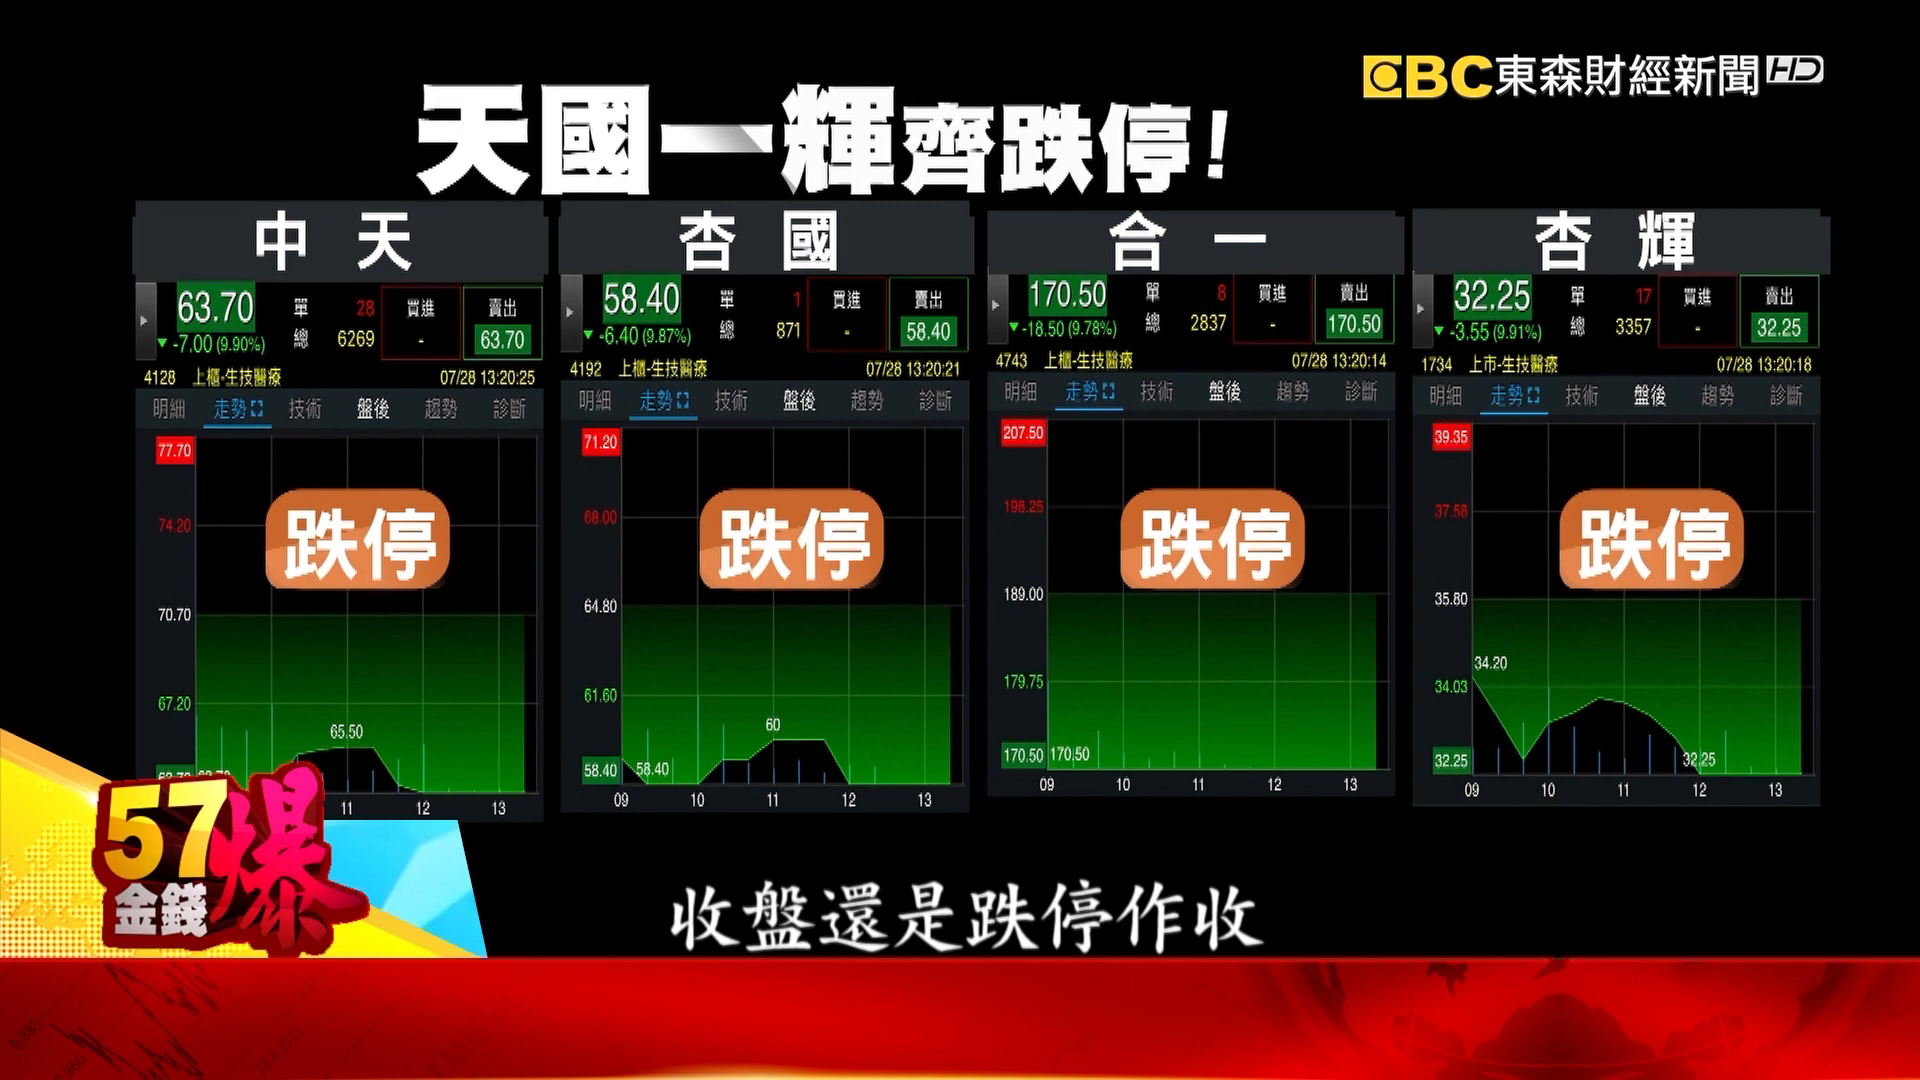 EBC東森財經新聞HD
天國一輝齊跌停!
中 天
63.70
▼-7.00(9.90%)
單 28
總 6269
買進
-
賣出
63.70
4128 上櫃-生技醫療 07/28 13:20:25
明細 走勢 技術 盤後 趨勢 診斷
77.70
74.20
跌停
70.70
67.20
65.50
11 12 13
杏 國
58.40
▼-6.40(9.87%)
單 1
總 871
買進
-
賣出
58.40
4192 上櫃-生技醫療 07/28 13:20:21
明細 走勢 技術 盤後 趨勢 診斷
71.20
68.00
跌停
64.80
61.60
60
58.40 58.40
09 10 11 12 13
合 一
170.50
▼-18.50(9.78%)
單 8
總 2837
買進
-
賣出
170.50
4743 上櫃-生技醫療 07/28 13:20:14
明細 走勢 技術 盤後 趨勢 診斷
207.50
198.25
跌停
189.00
179.75
170.50 170.50
09 10 11 12 13
杏 輝
32.25
▼-3.55(9.91%)
單 17
總 3357
買進
-
賣出
32.25
1734 上市-生技醫療 07/28 13:20:18
明細 走勢 技術 盤後 趨勢 診斷
39.35
37.58
跌停
35.80
34.20
34.03
32.25 32.25
09 10 11 12 13
57
金錢
爆
收盤還是跌停作收